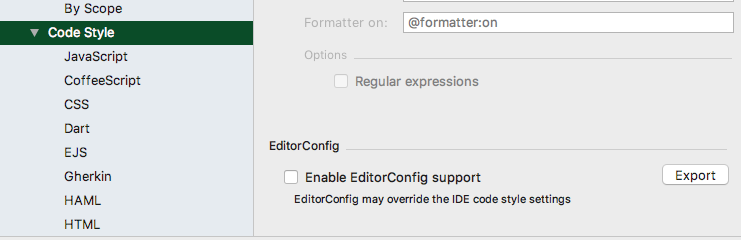 By Scope
Code Style
JavaScript
CoffeeScript
CSS
Dart
EJS
Gherkin
HAML
HTML
Formatter on: @formatter:on
Options
Regular expressions
EditorConfig
Enable EditorConfig support Export
EditorConfig may override the IDE code style settings